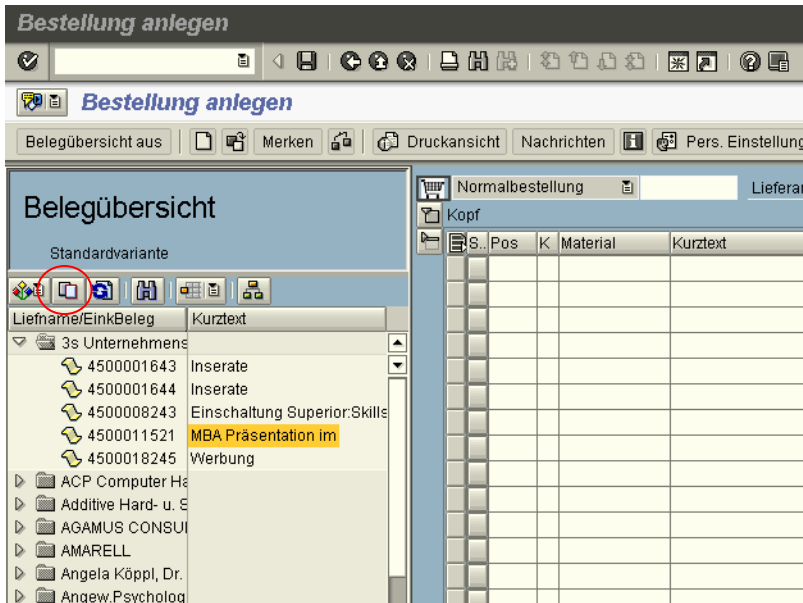 Bestellung anlegen
Bestellung anlegen
Belegübersicht aus Merken Druckansicht Nachrichten Pers. Einstellung
Belegübersicht
Standardvariante
Normalbestellung Liefera
Kopf
S.. Pos K Material Kurztext
Liefname/EinkBeleg Kurztext
3s Unternehmens
4500001643 Inserate
4500001644 Inserate
4500008243 Einschaltung Superior:Skills
4500011521 MBA Präsentation im
4500018245 Werbung
ACP Computer Ha
Additive Hard- u. S
AGAMUS CONSUI
AMARELL
Angela Köppl, Dr.
Angew.Psycholog